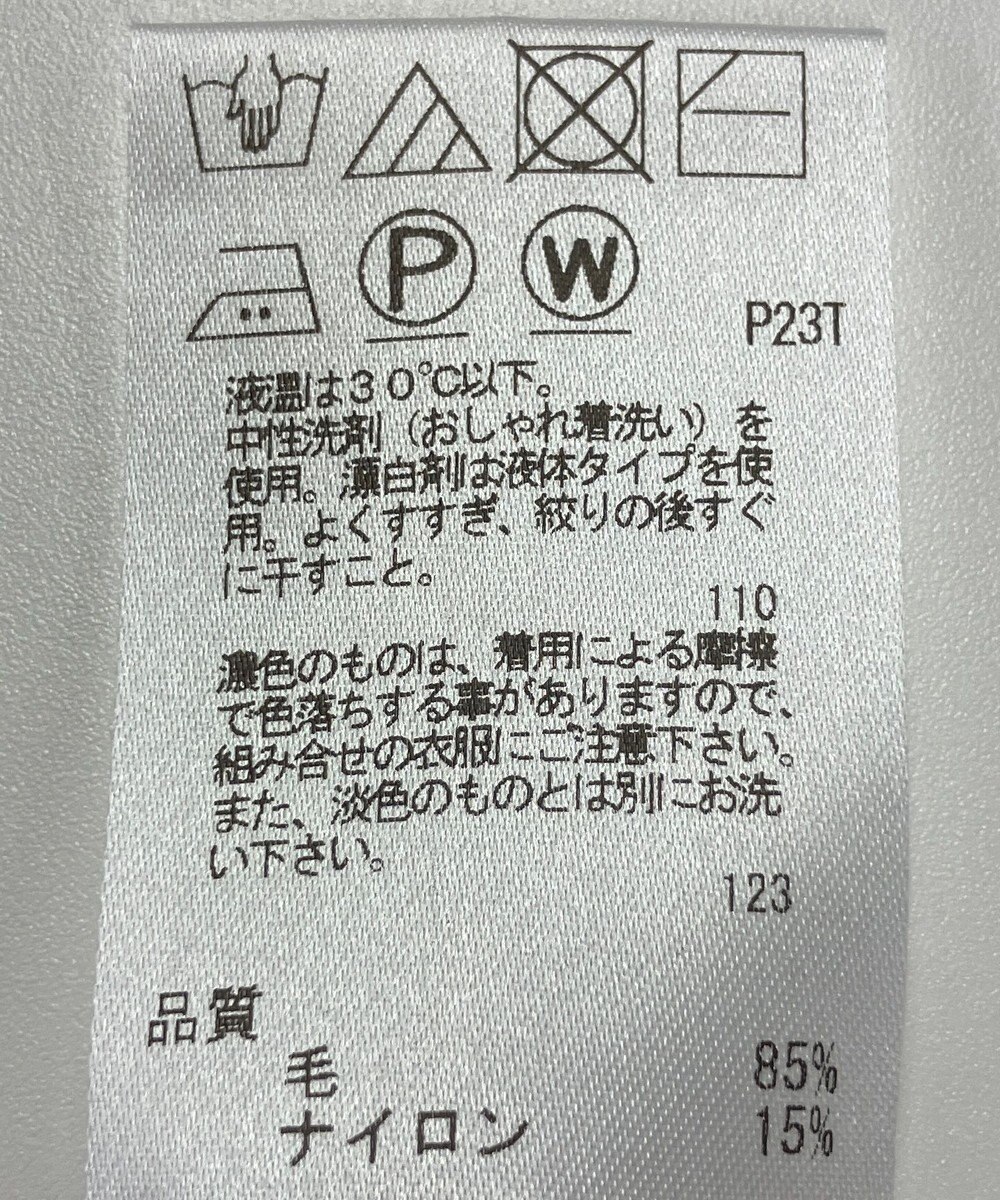 P
W
P23T
液温は30℃以下。
中性洗剤（おしゃれ着洗い）を
使用。漂白剤は液体タイプを使
用。よくすすぎ、絞りの後すぐ
に干すこと。
110
濃色のものは、着用による摩擦
で色落ちする事がありますので、
組み合せの衣服にご注意下さい。
また、淡色のものとは別にお洗
い下さい。
123
品質
毛 85%
ナイロン 15%